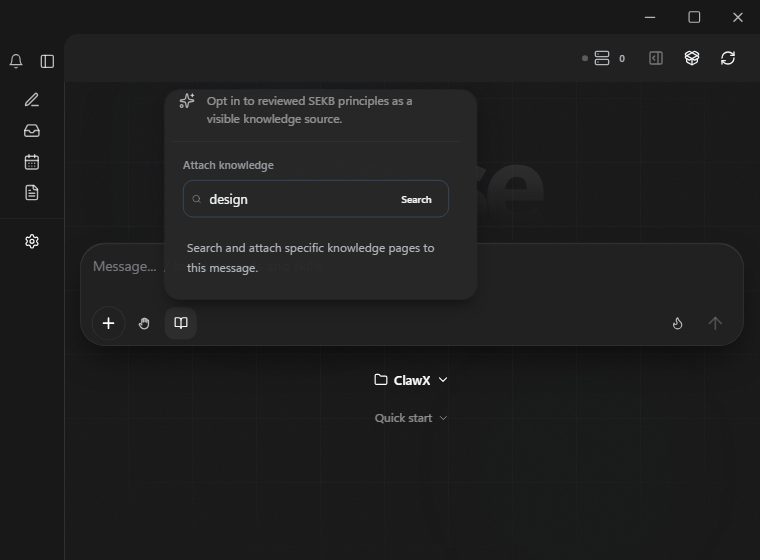 0
Opt in to reviewed SEKB principles as a
visible knowledge source.
Attach knowledge
design
Search
Search and attach specific knowledge pages to
this message.
Message...
ClawX
Quick start